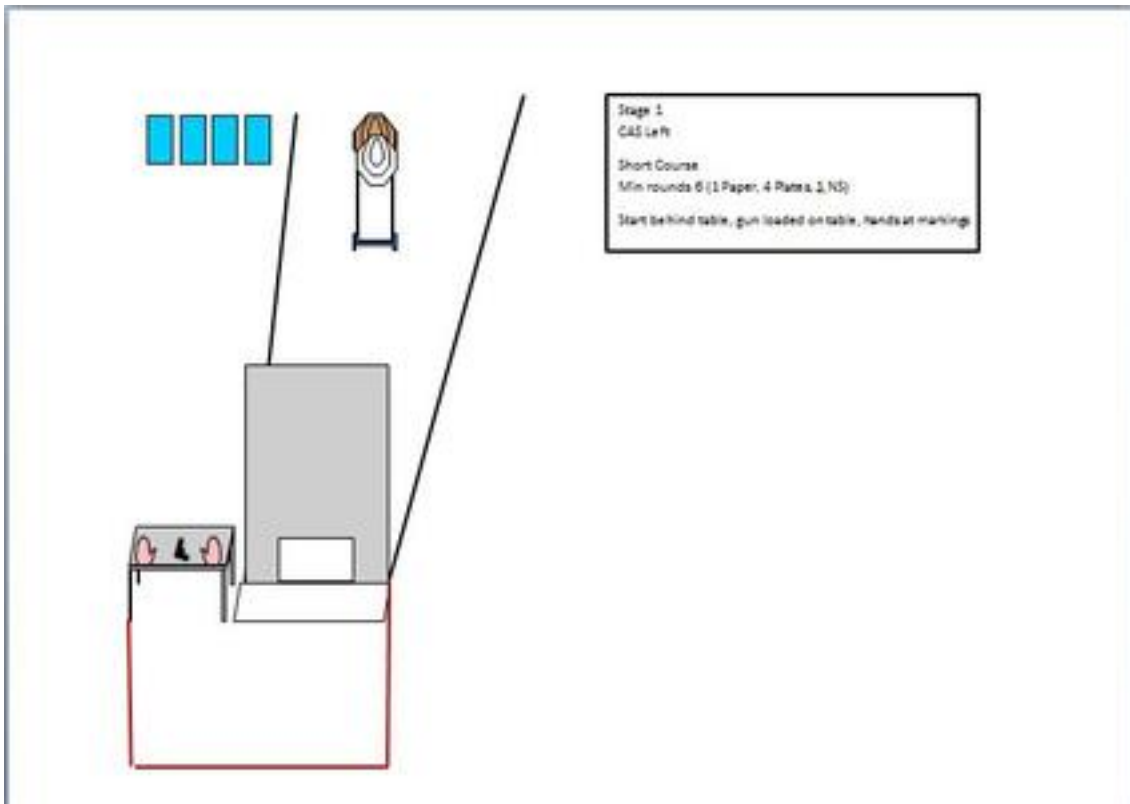 Stage 1
CAS Left
Short Course
Min rounds 6 (1 Paper, 4 Plates, 1 NS)
Start behind table, gun loaded on table, hands at markings